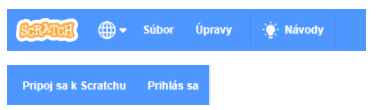 SCRATCH Súbor Úpravy Návody
Pripoj sa k Scratchu Prihlás sa